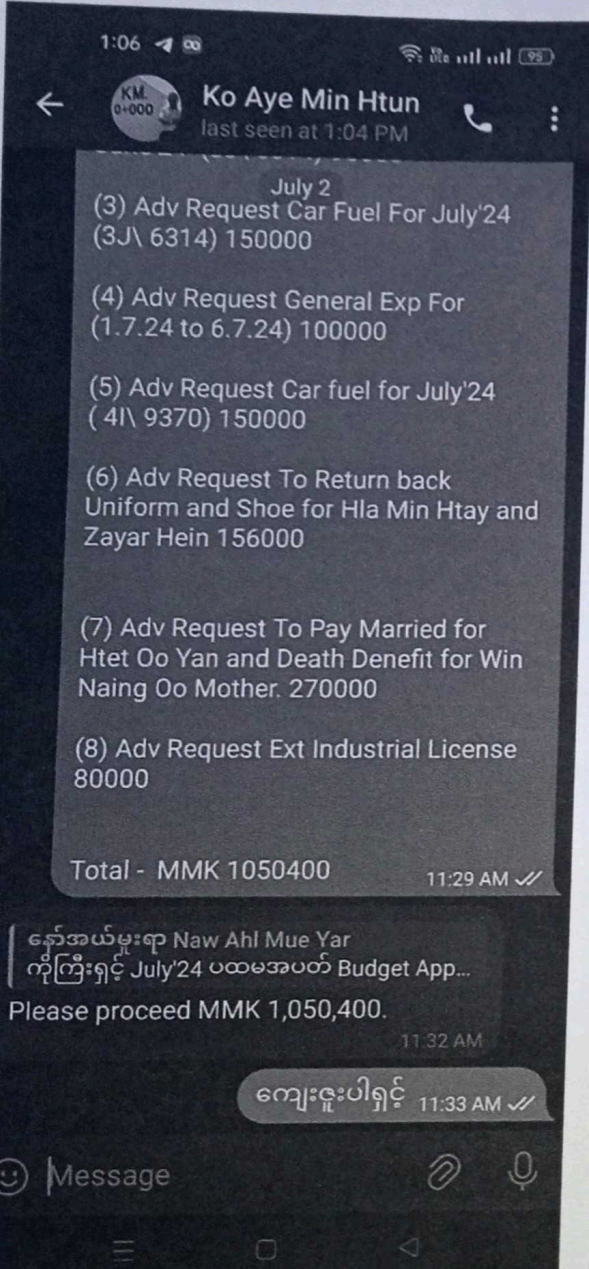 1:06
95
KM.
0+000
Ko Aye Min Htun
last seen at 1:04 PM
July 2
(3) Adv Request Car Fuel For July'24
(3J\ 6314) 150000
(4) Adv Request General Exp For
(1.7.24 to 6.7.24) 100000
(5) Adv Request Car fuel for July'24
( 4I\ 9370) 150000
(6) Adv Request To Return back
Uniform and Shoe for Hla Min Htay and
Zayar Hein 156000
(7) Adv Request To Pay Married for
Htet Oo Yan and Death Denefit for Win
Naing Oo Mother. 270000
(8) Adv Request Ext Industrial License
80000
Total - MMK 1050400
11:29 AM
နော်အယ်မူးရာ Naw Ahl Mue Yar
ကိုကြီးရှင့် July'24 ပထမအပတ် Budget App...
Please proceed MMK 1,050,400.
11:32 AM
ကျေးဇူးပါရှင့် 11:33 AM
Message